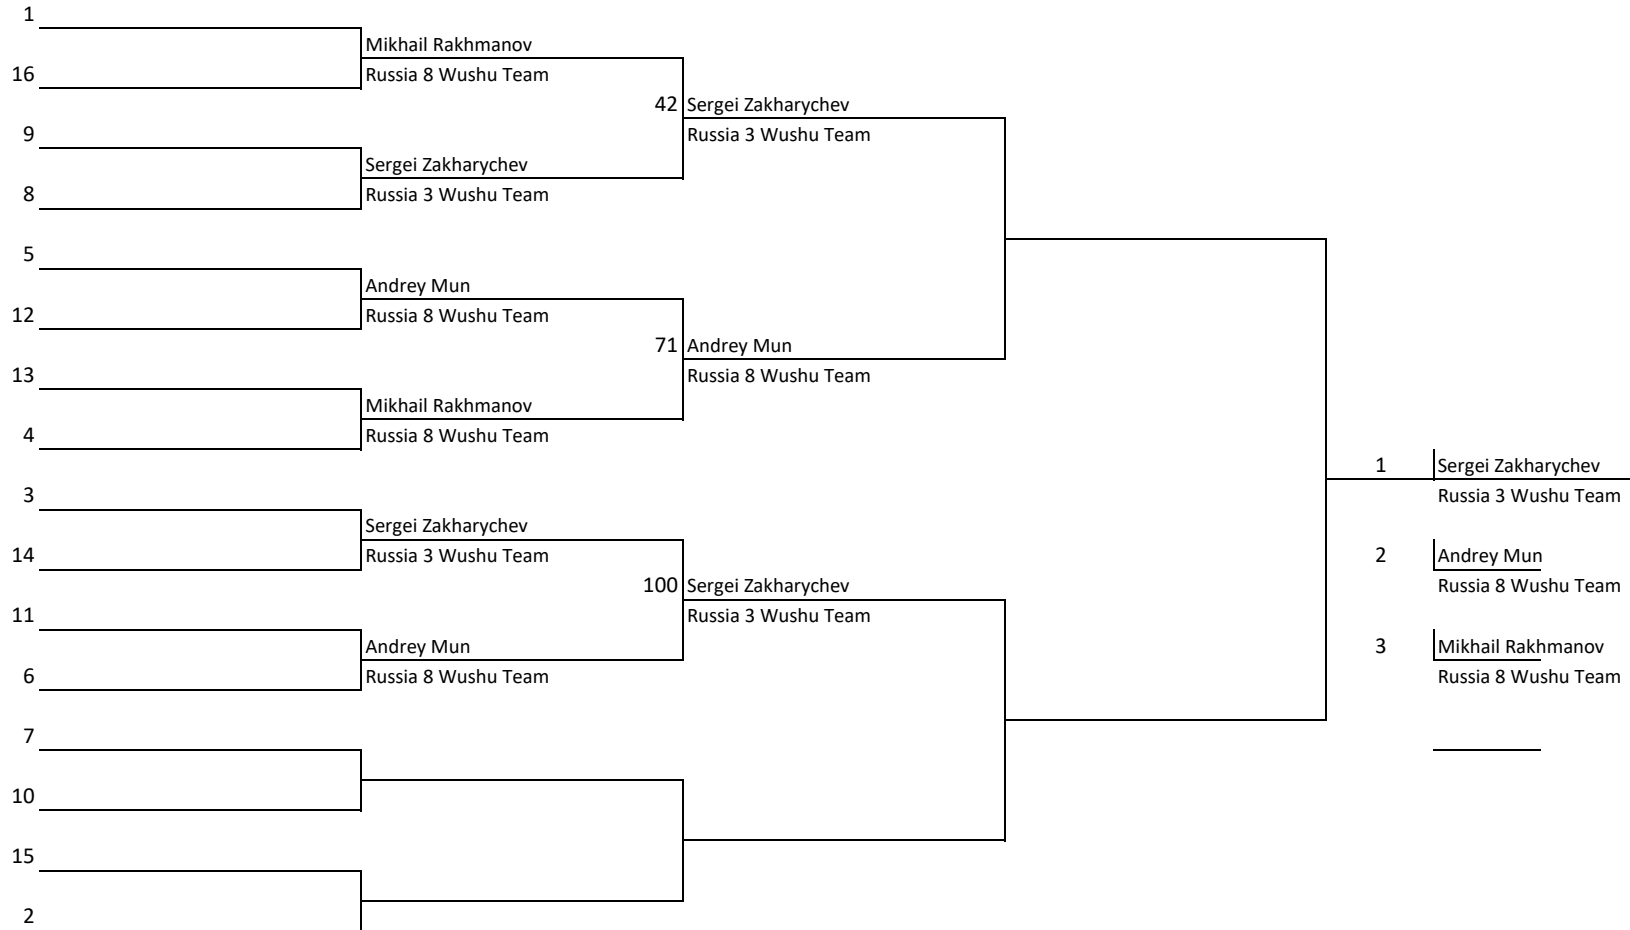 1
Mikhail Rakhmanov
16
Russia 8 Wushu Team
42
Sergei Zakharychev
9
Russia 3 Wushu Team
Sergei Zakharychev
8
Russia 3 Wushu Team
5
Andrey Mun
12
Russia 8 Wushu Team
71
Andrey Mun
13
Russia 8 Wushu Team
Mikhail Rakhmanov
4
Russia 8 Wushu Team
1
Sergei Zakharychev
3
Russia 3 Wushu Team
Sergei Zakharychev
14
Russia 3 Wushu Team
2
Andrey Mun
100
Sergei Zakharychev
Russia 8 Wushu Team
11
Russia 3 Wushu Team
Andrey Mun
3
Mikhail Rakhmanov
6
Russia 8 Wushu Team
Russia 8 Wushu Team
7
10
15
2